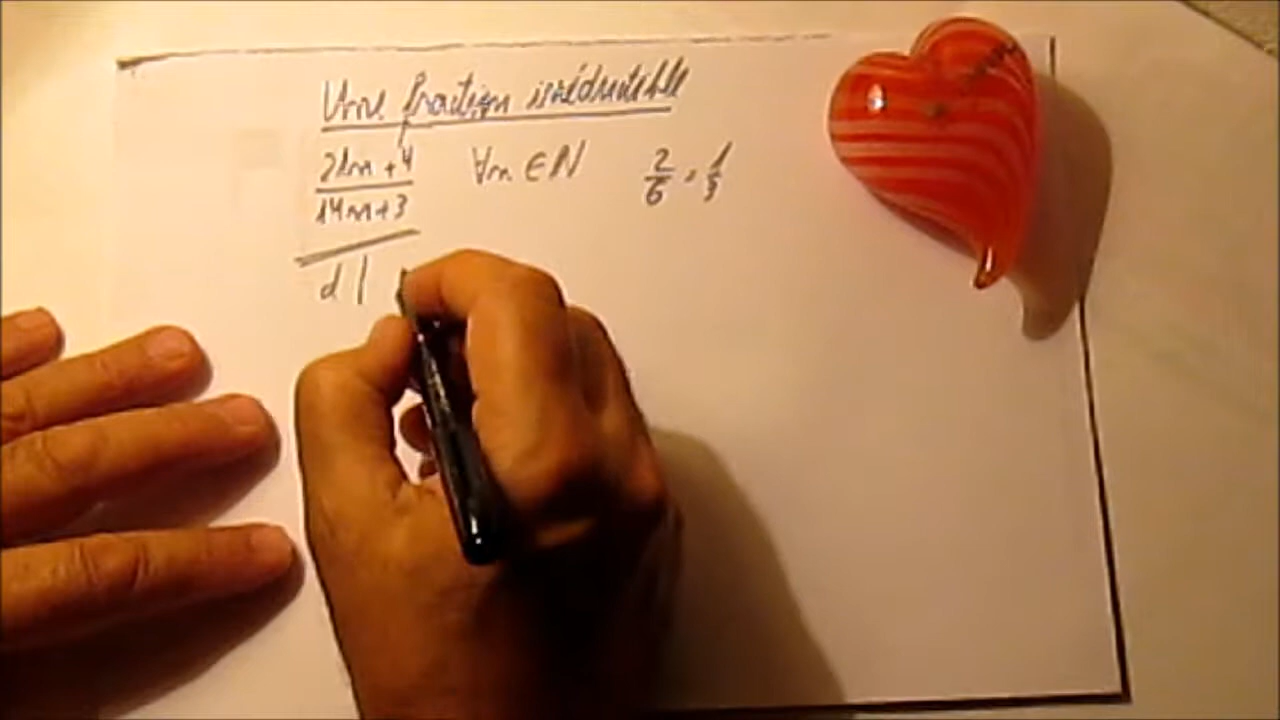 Une fraction irréductible
21n + 4 ∀n ∈ N 2/6 = 1/3
14n + 3
d |